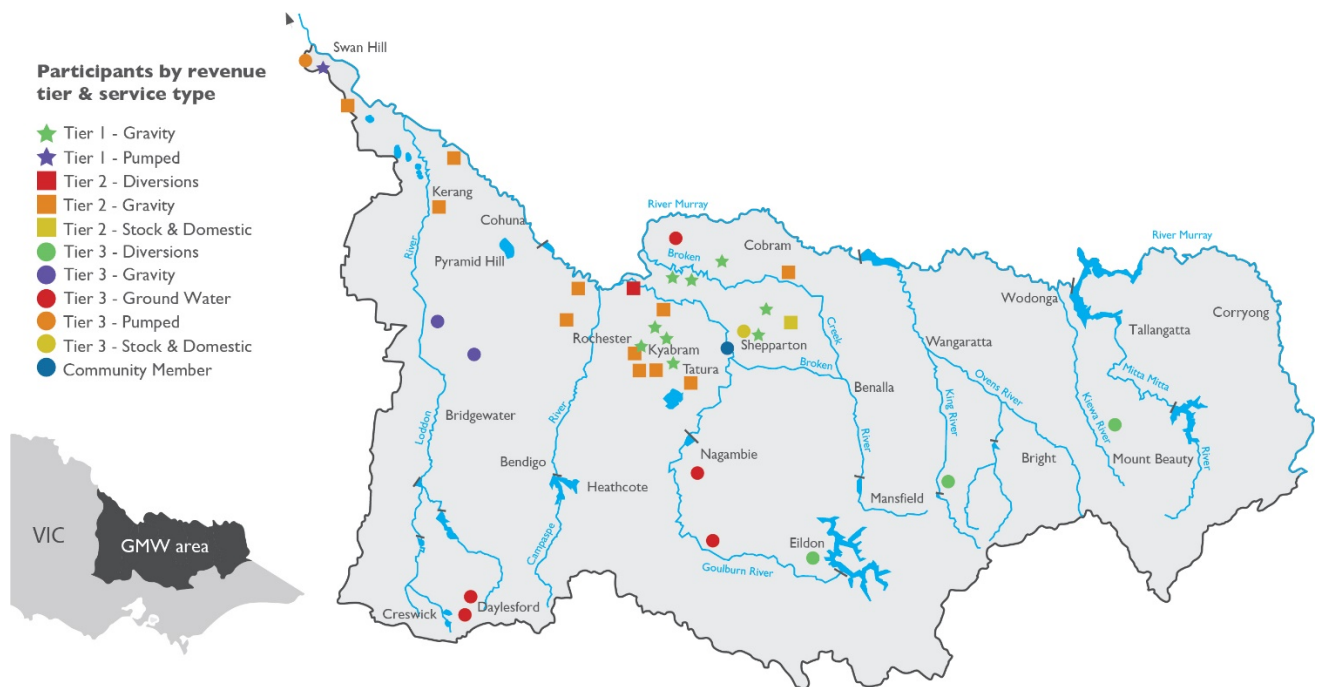 Participants by revenue
tier & service type
Tier 1 - Gravity
Tier 1 - Pumped
Tier 2 - Diversions
Tier 2 - Gravity
Tier 2 - Stock & Domestic
Tier 3 - Diversions
Tier 3 - Gravity
Tier 3 - Ground Water
Tier 3 - Pumped
Tier 3 - Stock & Domestic
Community Member
VIC
GMW area
Swan Hill
Kerang
Cohuna
River
Pyramid Hill
River Murray
Cobram
Broken
River Murray
Wodonga
Corryong
Tallangatta
Rochester
Kyabram
Shepparton
Creek
Wangaratta
Tatura
Broken
Benalla
Ovens River
Mitta Mitta
Bridgewater
Loddon
River
River
King River
Kiewa River
River
Nagambie
Bright
Mount Beauty
Bendigo
Heathcote
Mansfield
Campaspe
Eildon
Goulburn River
Creswick
Daylesford